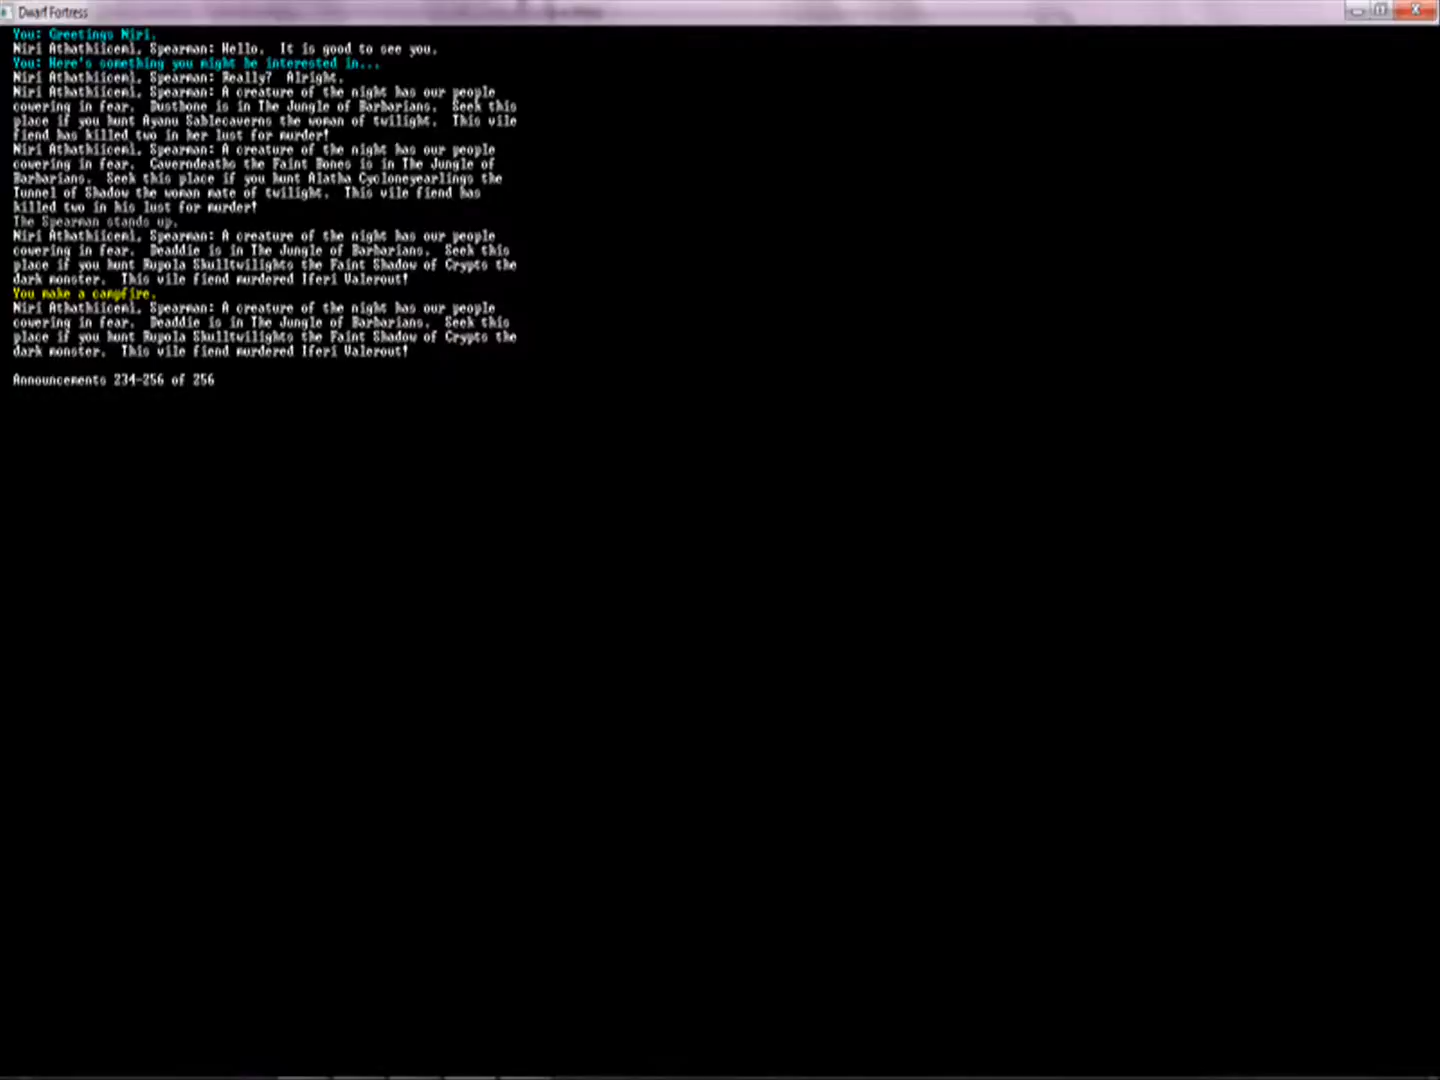 Dwarf Fortress
You: Greetings Niri.
Niri Athathiicemi, Spearman: Hello.  It is good to see you.
You: Here's something you might be interested in...
Niri Athathiicemi, Spearman: Really?  Alright.
Niri Athathiicemi, Spearman: A creature of the night has our people
cowering in fear.  Dustbone is in The Jungle of Barbarians.  Seek this
place if you hunt Ayanu Sablecaverns the woman of twilight.  This vile
fiend has killed two in her lust for murder!
Niri Athathiicemi, Spearman: A creature of the night has our people
cowering in fear.  Caverndeaths the Faint Bones is in The Jungle of
Barbarians.  Seek this place if you hunt Alatha Cycloneyearlings the
Tunnel of Shadow the woman mate of twilight.  This vile fiend has
killed two in his lust for murder!
The Spearman stands up.
Niri Athathiicemi, Spearman: A creature of the night has our people
cowering in fear.  Deaddie is in The Jungle of Barbarians.  Seek this
place if you hunt Rupola Skulltwilights the Faint Shadow of Crypts the
dark monster.  This vile fiend murdered Iferi Valerout!
You make a campfire.
Niri Athathiicemi, Spearman: A creature of the night has our people
cowering in fear.  Deaddie is in The Jungle of Barbarians.  Seek this
place if you hunt Rupola Skulltwilights the Faint Shadow of Crypts the
dark monster.  This vile fiend murdered Iferi Valerout!
Announcements 234-256 of 256